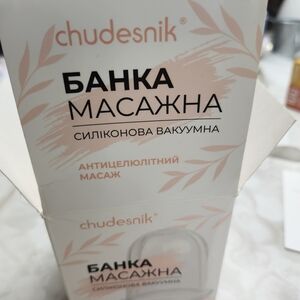 chudesnik®
БАНКА
МАСАЖНА
СИЛІКОНОВА ВАКУУМНА
АНТИЦЕЛЮЛІТНИЙ
МАСАЖ
chudesnik®
БАНКА
МАСАЖНА
СИЛІКОНОВА ВАКУУМНА